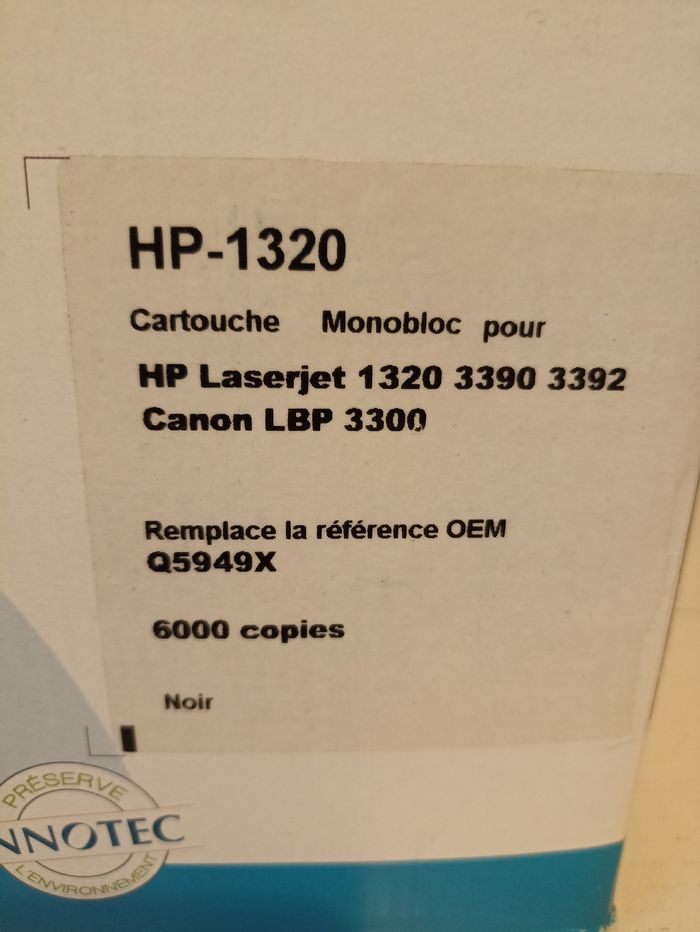 HP-1320
Cartouche Monobloc pour
HP Laserjet 1320 3390 3392
Canon LBP 3300
Remplace la référence OEM
Q5949X
6000 copies
Noir
PRÉSERVE
NNOTEC
L'ENVIRONNEMENT